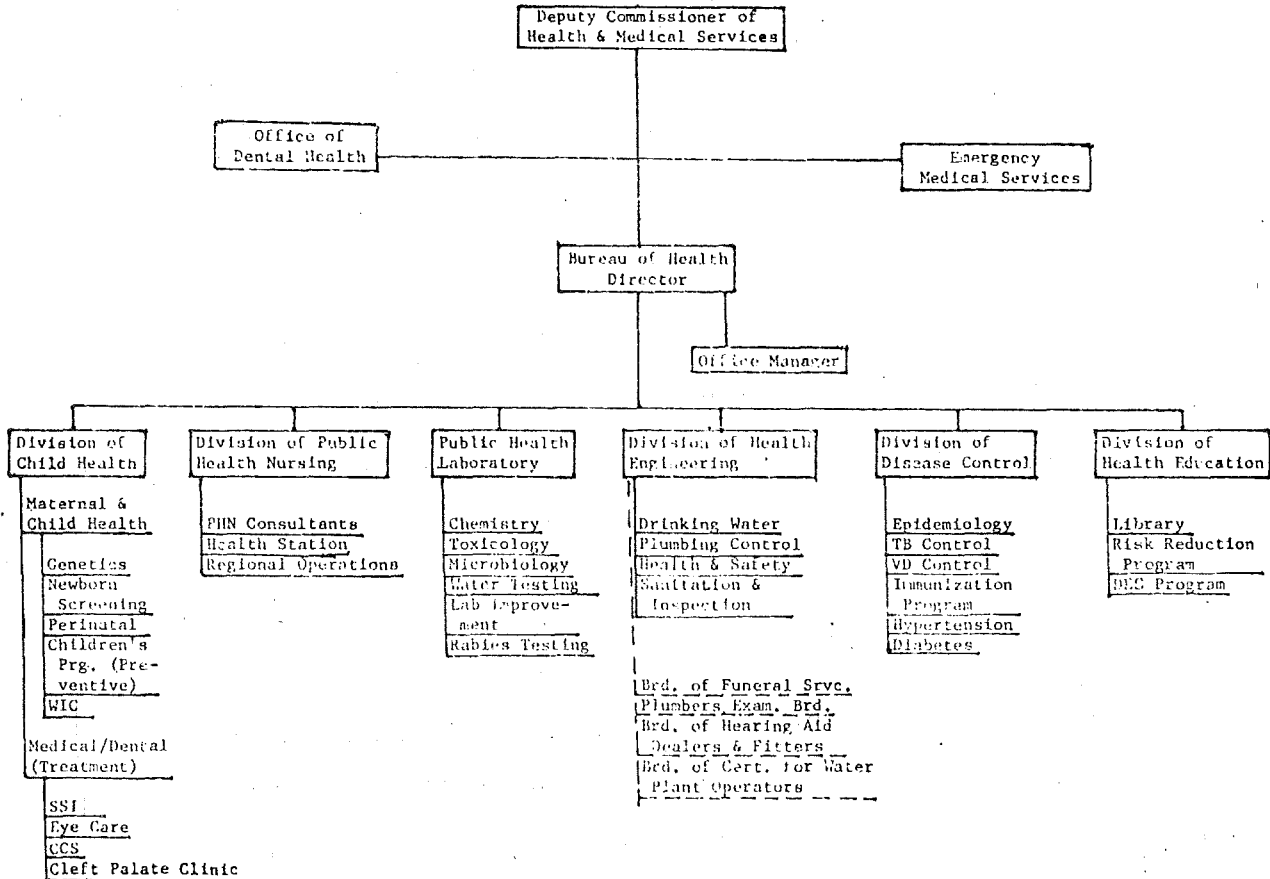 Deputy Commissioner of
Health & Medical Services
Office of
Dental Health
Emergency
Medical Services
Bureau of Health
Director
Office Manager
Division of
Child Health
Maternal &
Child Health
Genetics
Newborn
Screening
Perinatal
Children's
Prg. (Pre-
ventive)
WIC
Medical/Dental
(Treatment)
SSI
Eye Care
CCS
Cleft Palate Clinic
Division of Public
Health Nursing
PHN Consultants
Health Station
Regional Operations
Public Health
Laboratory
Chemistry
Toxicology
Microbiology
Water Testing
Lab Improve-
ment
Rabies Testing
Division of Health
Engineering
Drinking Water
Plumbing Control
Health & Safety
Sanitation &
Inspection
Brd. of Funeral Srvc.
Plumbers Exam. Brd.
Brd. of Hearing Aid
Dealers & Fitters
Brd. of Cert. for Water
Plant Operators
Division of
Disease Control
Epidemiology
TB Control
VD Control
Immunization
Program
Hypertension
Diabetes
Division of
Health Education
Library
Risk Reduction
Program
Program